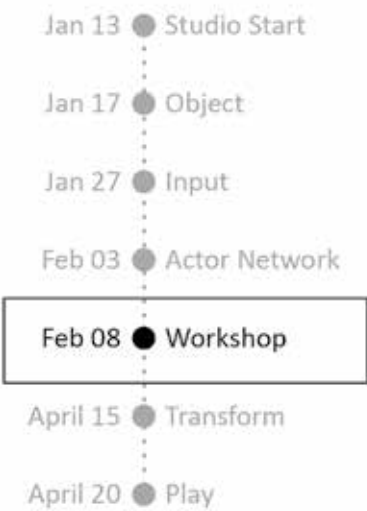 Jan 13 Studio Start
Jan 17 Object
Jan 27 Input
Feb 03 Actor Network
Feb 08 Workshop
April 15 Transform
April 20 Play